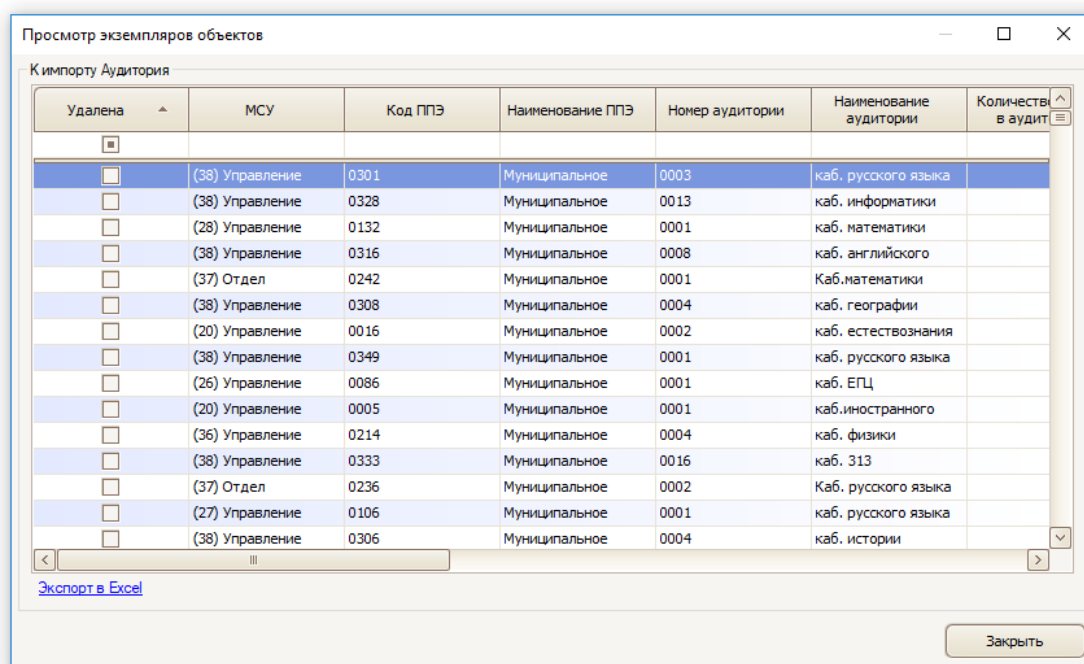 Просмотр экземпляров объектов
К импорту Аудитория
Удалена МСУ Код ППЭ Наименование ППЭ Номер аудитории Наименование аудитории Количеств в аудит
(38) Управление 0301 Муниципальное 0003 каб. русского языка
(38) Управление 0328 Муниципальное 0013 каб. информатики
(28) Управление 0132 Муниципальное 0001 каб. математики
(38) Управление 0316 Муниципальное 0008 каб. английского
(37) Отдел 0242 Муниципальное 0001 Каб.математики
(38) Управление 0308 Муниципальное 0004 каб. географии
(20) Управление 0016 Муниципальное 0002 каб. естествознания
(38) Управление 0349 Муниципальное 0001 каб. русского языка
(26) Управление 0086 Муниципальное 0001 каб. ЕГЦ
(20) Управление 0005 Муниципальное 0001 каб.иностранного
(36) Управление 0214 Муниципальное 0004 каб. физики
(38) Управление 0333 Муниципальное 0016 каб. 313
(37) Отдел 0236 Муниципальное 0002 Каб. русского языка
(27) Управление 0106 Муниципальное 0001 каб. русского языка
(38) Управление 0306 Муниципальное 0004 каб. истории
Экспорт в Excel
Закрыть